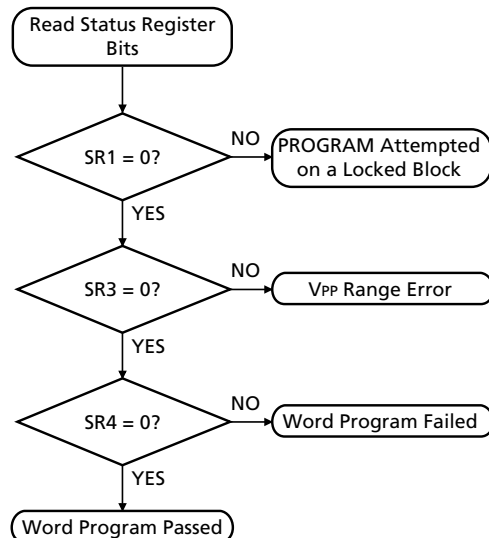 Read Status Register
Bits
SR1 = 0?
NO
PROGRAM Attempted
on a Locked Block
YES
SR3 = 0?
NO
VPP Range Error
YES
SR4 = 0?
NO
Word Program Failed
YES
Word Program Passed